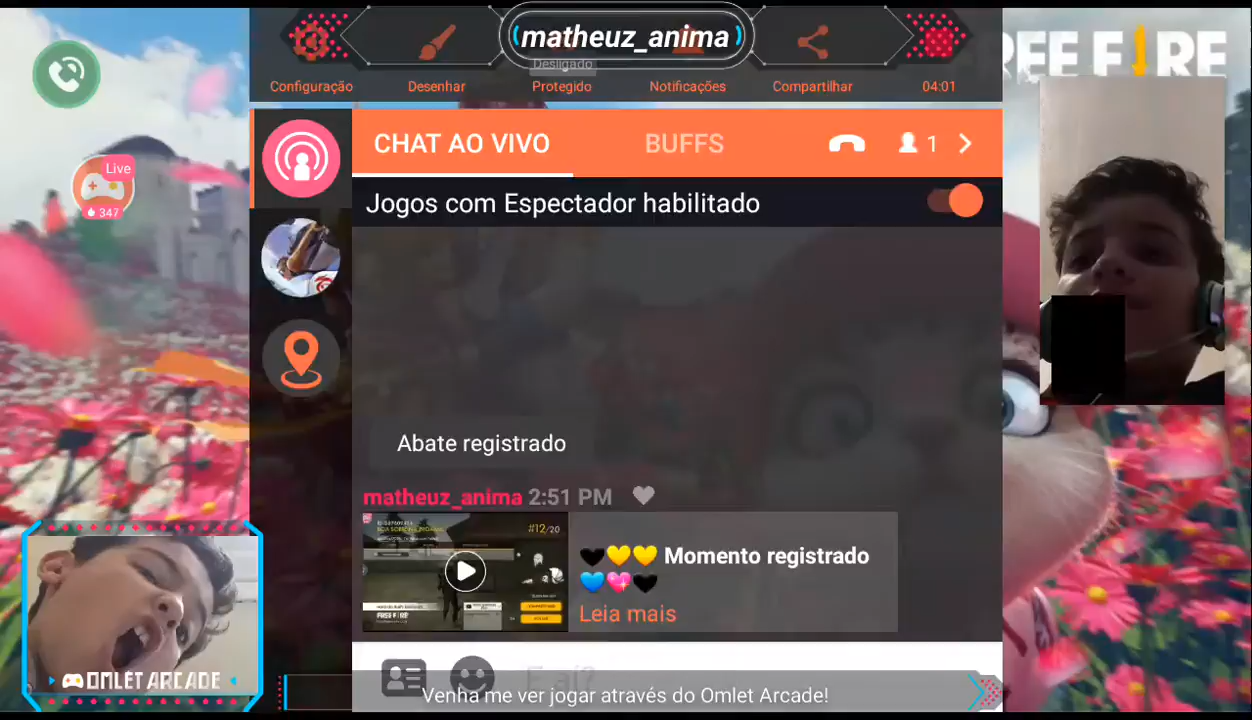 matheuz_anima
Desligado
Configuração
Desenhar
Protegido
Notificações
Compartilhar
04:01
FREE FIRE
Live
347
CHAT AO VIVO
BUFFS
1
Jogos com Espectador habilitado
Abate registrado
matheuz_anima 2:51 PM
#12/20
🖤💛💛 Momento registrado
💙💖🖤
Leia mais
FREE FIRE
E aí?
OMLET ARCADE
Venha me ver jogar através do Omlet Arcade!